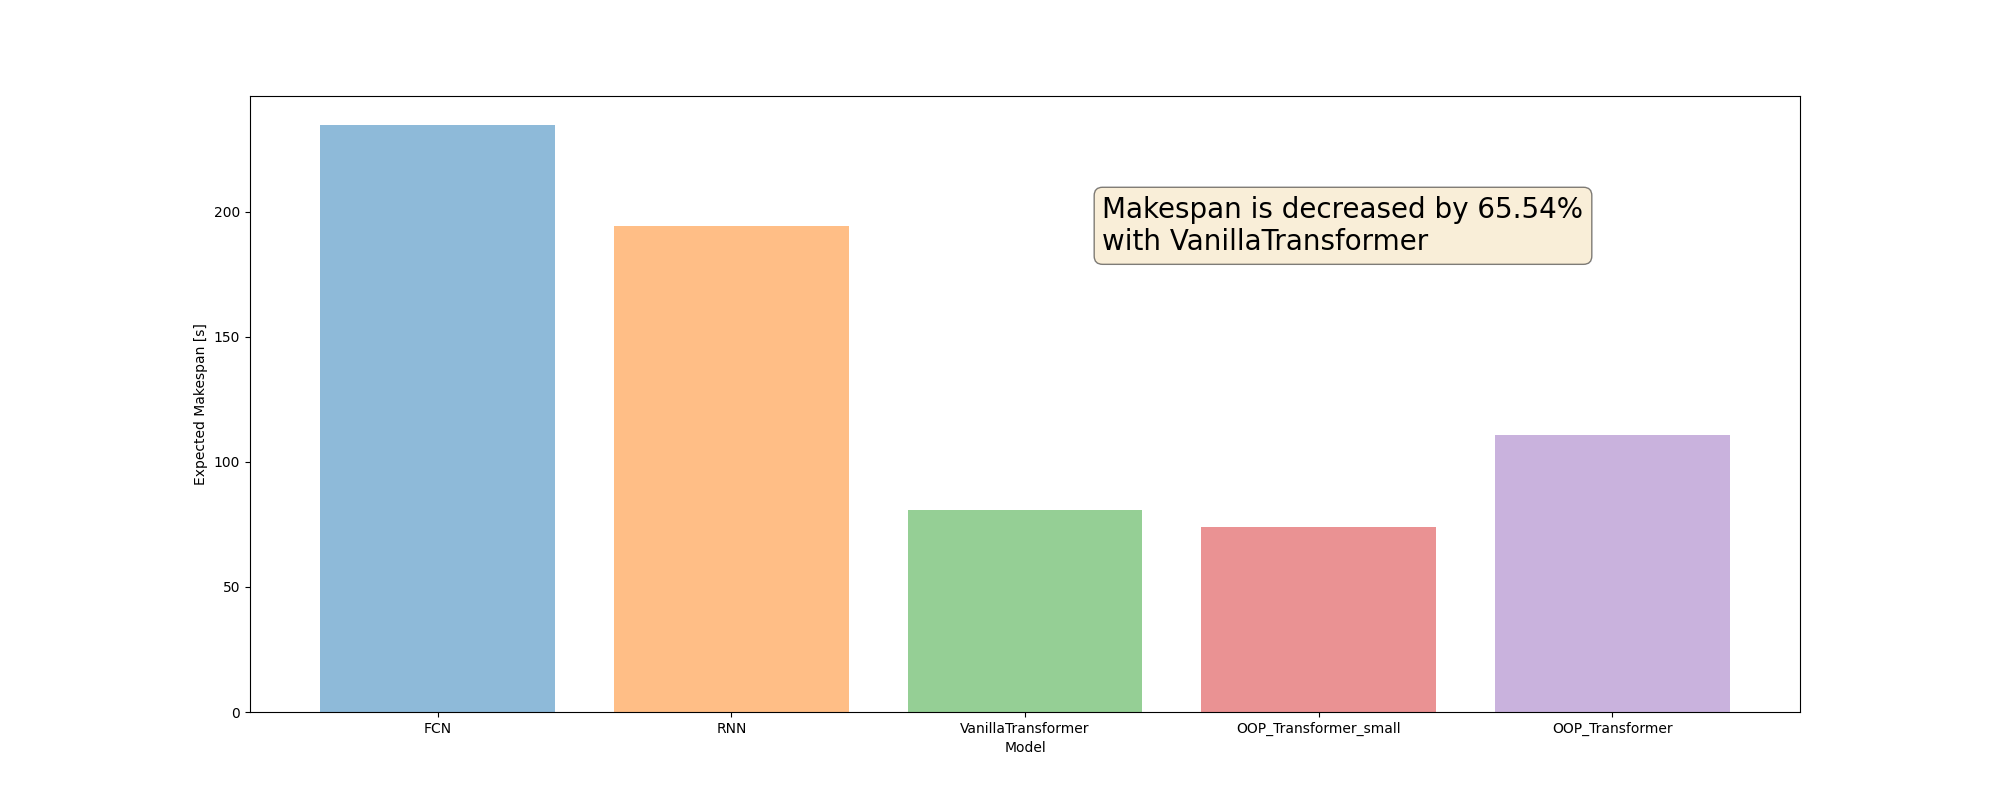 Makespan is decreased by 65.54%
with VanillaTransformer
Expected Makespan [s]
200
150
100
50
0
FCN
RNN
VanillaTransformer
OOP_Transformer_small
OOP_Transformer
Model